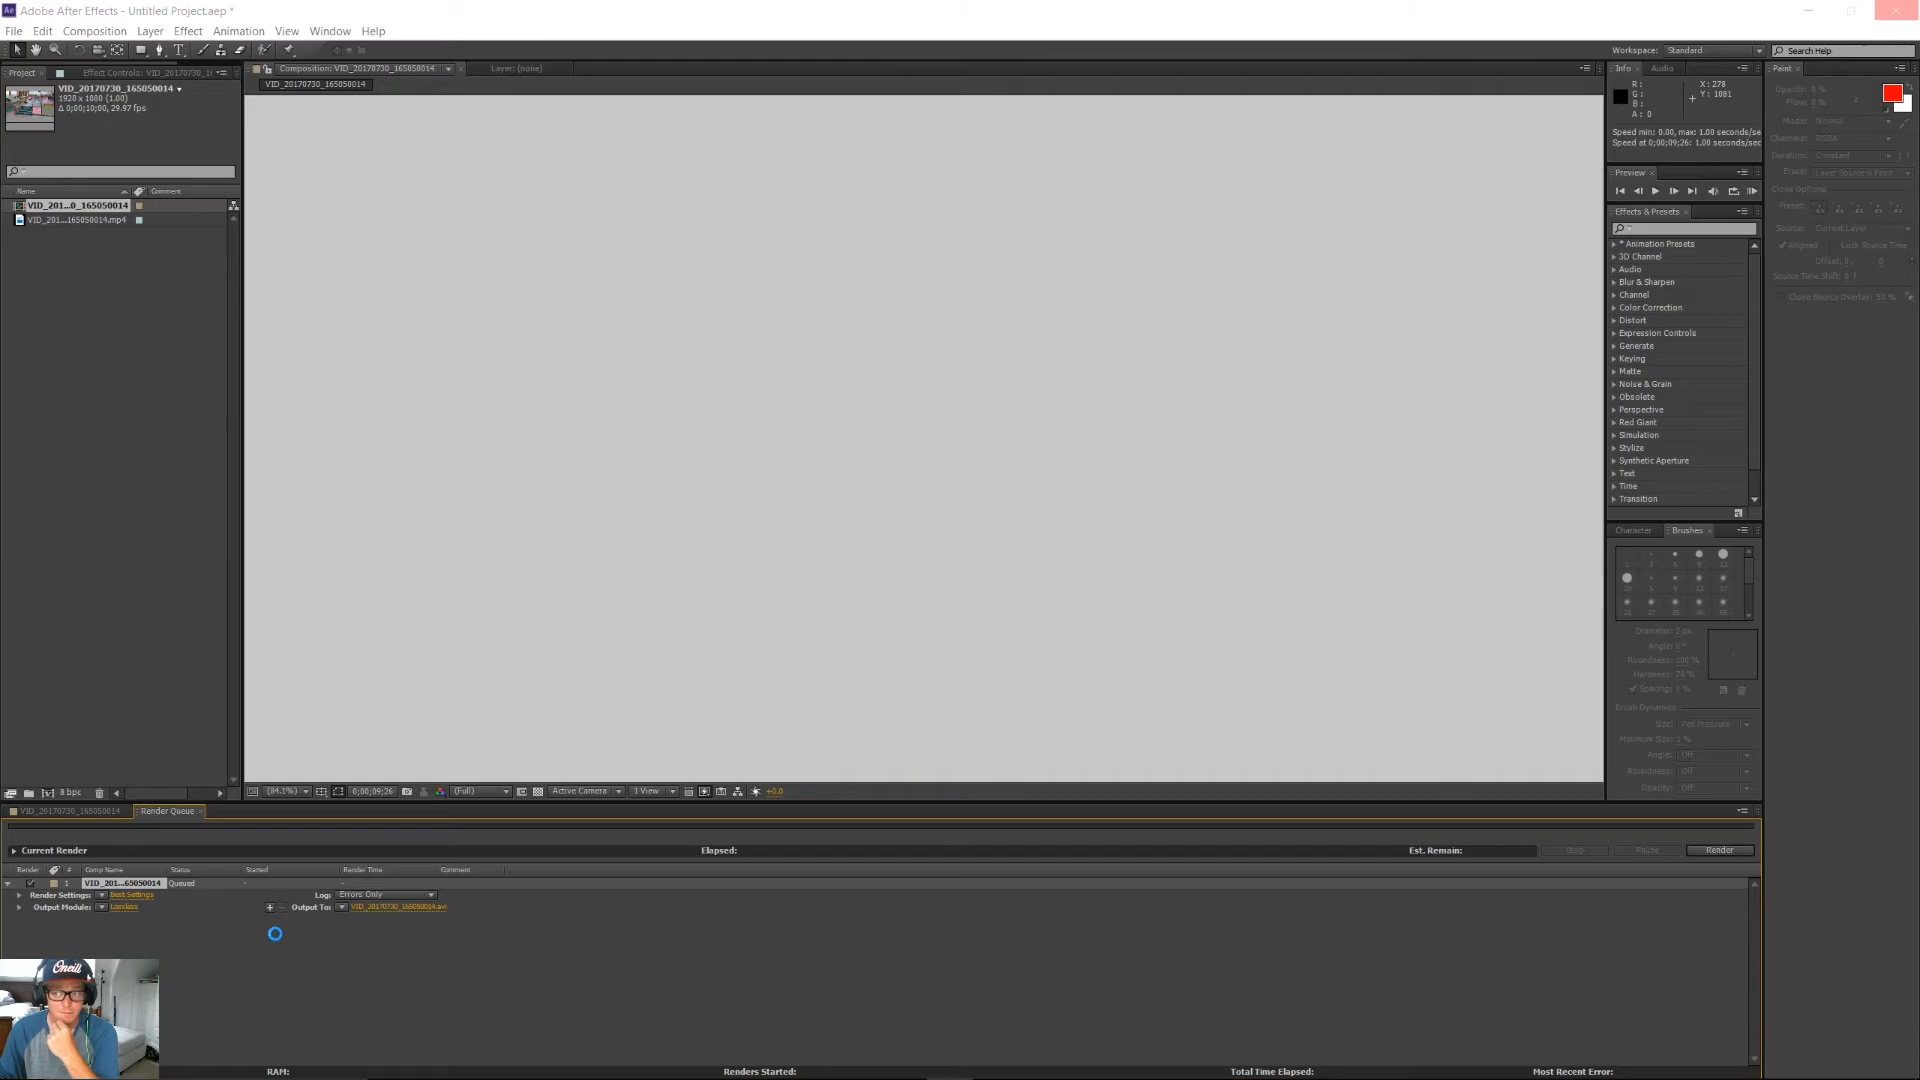 Adobe After Effects - Untitled Project.aep *
File Edit Composition Layer Effect Animation View Window Help
Workspace: Standard
Search Help
Project
Effect Controls: VID_20170730_1
VID_20170730_165050014
1920 x 1080 (1.00)
Δ 0;00;10;00, 29.97 fps
Name Comment
VID_201...0_165050014
VID_201...165050014.mp4
8 bpc
Composition: VID_20170730_165050014
Layer: (none)
VID_20170730_165050014
(84.1%)
0;00;09;26
(Full)
Active Camera
1 View
+0.0
Info Audio
R:
G:
B:
A: 0
X: 278
Y: 1081
Speed min: 0.00, max: 1.00 seconds/se
Speed at 0;00;09;26: 1.00 seconds/sec
Preview
Effects & Presets
* Animation Presets
3D Channel
Audio
Blur & Sharpen
Channel
Color Correction
Distort
Expression Controls
Generate
Keying
Matte
Noise & Grain
Obsolete
Perspective
Red Giant
Simulation
Stylize
Synthetic Aperture
Text
Time
Transition
Character Brushes
Diameter: 2 px
Angle: 0°
Roundness: 100 %
Hardness: 70 %
Spacing: 1 %
Brush Dynamics
Size: Pen Pressure
Minimum Size: 1 %
Angle: Off
Roundness: Off
Opacity: Off
Paint
Opacity: 0 %
Flow: 0 %
Mode: Normal
Channels: RGBA
Duration: Constant
Erase: Layer Source & Paint
Clone Options
Preset:
Source: Current Layer
Aligned Lock Source Time
Offset: 0, 0
Source Time Shift: 0 f
Clone Source Overlay: 50 %
VID_20170730_165050014
Render Queue
Current Render Elapsed: Est. Remain: Stop Pause Render
Render # Comp Name Status Started Render Time Comment
1 VID_201...65050014 Queued - -
Render Settings: Best Settings Log: Errors Only
Output Module: Lossless Output To: VID_20170730_165050014.avi
Oneill
RAM: Renders Started: Total Time Elapsed: Most Recent Error: